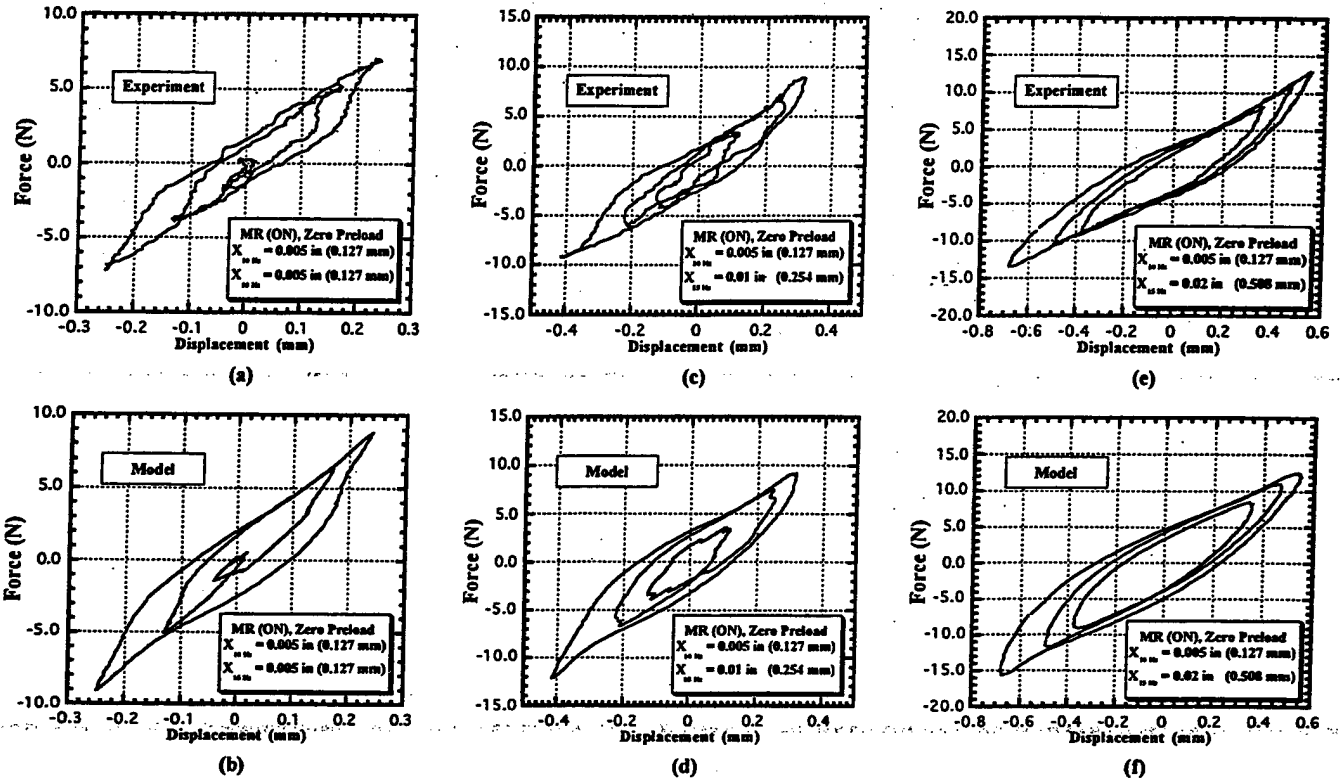 10.0
5.0
0.0
-5.0
-10.0
Force (N)
Experiment
MR (ON), Zero Preload
X = 0.005 in (0.127 mm)
X = 0.005 in (0.127 mm)
-0.3 -0.2 -0.1 0 0.1 0.2 0.3
Displacement (mm)
(a)
15.0
10.0
5.0
0.0
-5.0
-10.0
-15.0
Force (N)
Experiment
MR (ON), Zero Preload
X = 0.005 in (0.127 mm)
X = 0.01 in (0.254 mm)
-0.4 -0.2 0 0.2 0.4
Displacement (mm)
(c)
20.0
15.0
10.0
5.0
0.0
-5.0
-10.0
-15.0
-20.0
Force (N)
Experiment
MR (ON), Zero Preload
X = 0.005 in (0.127 mm)
X = 0.02 in (0.508 mm)
-0.8 -0.6 -0.4 -0.2 0 0.2 0.4 0.6
Displacement (mm)
(e)
10.0
5.0
0.0
-5.0
-10.0
Force (N)
Model
MR (ON), Zero Preload
X = 0.005 in (0.127 mm)
X = 0.005 in (0.127 mm)
-0.3 -0.2 -0.1 0 0.1 0.2 0.3
Displacement (mm)
(b)
15.0
10.0
5.0
0.0
-5.0
-10.0
-15.0
Force (N)
Model
MR (ON), Zero Preload
X = 0.005 in (0.127 mm)
X = 0.01 in (0.254 mm)
-0.4 -0.2 0 0.2 0.4
Displacement (mm)
(d)
20.0
15.0
10.0
5.0
0.0
-5.0
-10.0
-15.0
-20.0
Force (N)
Model
MR (ON), Zero Preload
X = 0.005 in (0.127 mm)
X = 0.02 in (0.508 mm)
-0.8 -0.6 -0.4 -0.2 0 0.2 0.4 0.6
Displacement (mm)
(f)